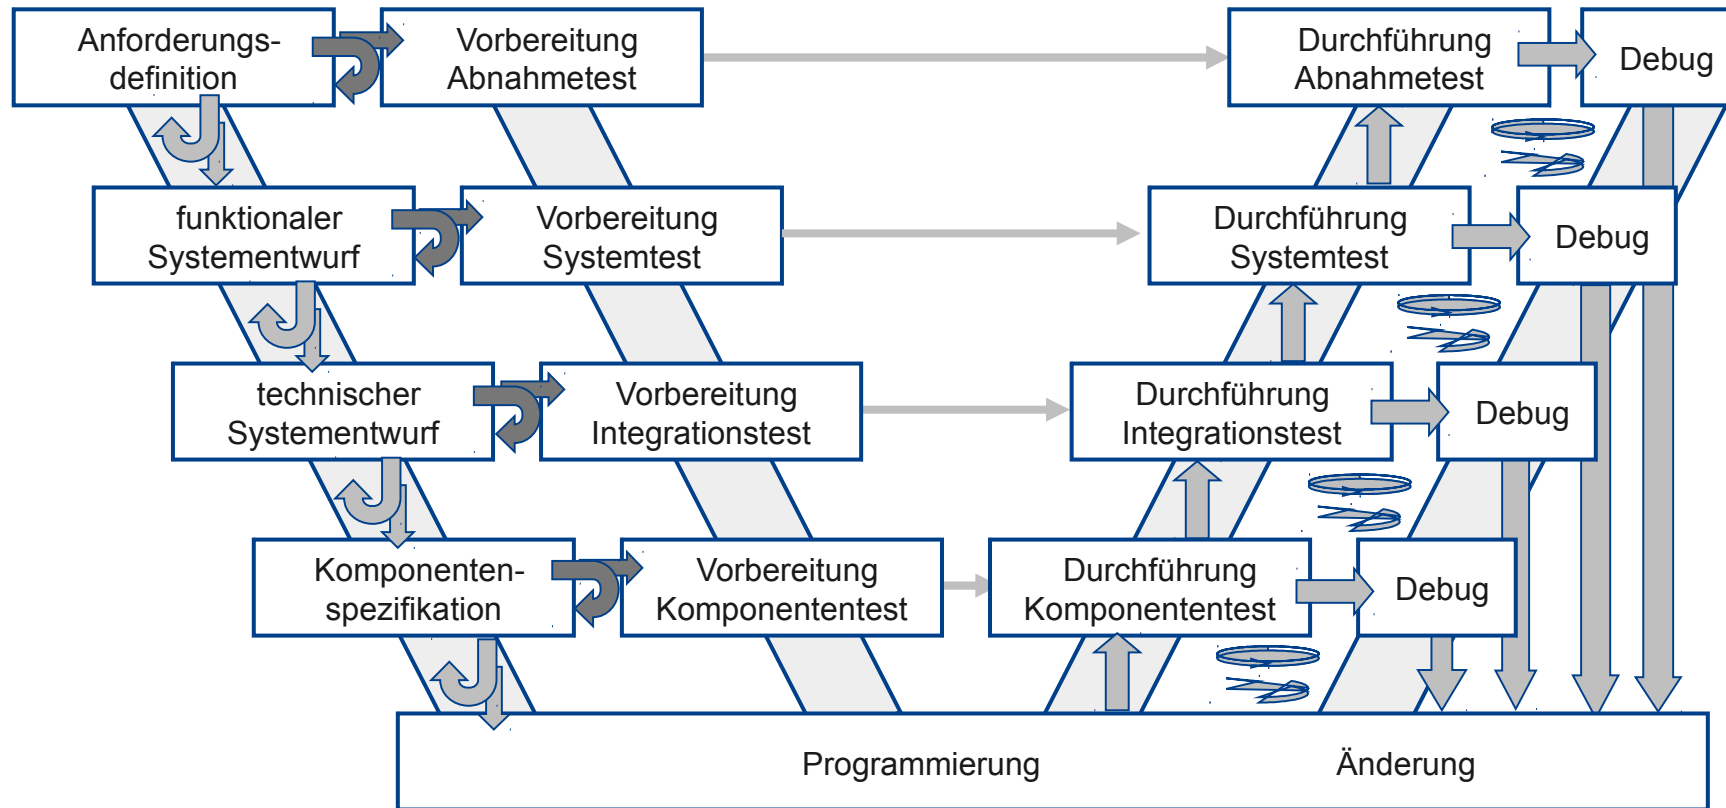 Anforderungs-
definition
Vorbereitung
Abnahmetest
Durchführung
Abnahmetest
Debug
funktionaler
Systementwurf
Vorbereitung
Systemtest
Durchführung
Systemtest
Debug
technischer
Systementwurf
Vorbereitung
Integrationstest
Durchführung
Integrationstest
Debug
Komponenten-
spezifikation
Vorbereitung
Komponententest
Durchführung
Komponententest
Debug
Programmierung
Änderung